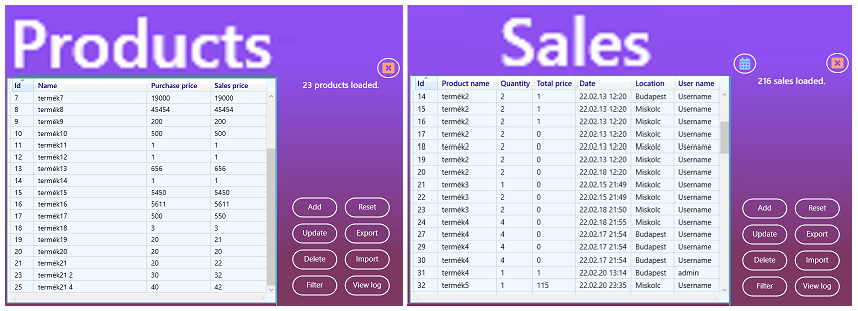 Products
23 products loaded.
Id Name Purchase price Sales price
7 termék7 19000 19000
8 termék8 45454 45454
9 termék9 200 200
10 termék10 500 500
11 termék11 1 1
12 termék12 1 1
13 termék13 656 656
14 termék14 1 1
15 termék15 5450 5450
16 termék16 5611 5611
17 termék17 500 550
18 termék18 3 3
19 termék19 20 21
20 termék20 20 20
21 termék21 20 22
23 termék21 2 30 32
25 termék21 4 40 42
Add Reset
Update Export
Delete Import
Filter View log
Sales
216 sales loaded.
Id Product name Quantity Total price Date Location User name
14 termék2 2 1 22.02.13 12:20 Budapest Username
15 termék2 2 1 22.02.13 12:20 Miskolc Username
16 termék2 2 1 22.02.13 12:20 Miskolc Username
17 termék2 2 0 22.02.13 12:20 Miskolc Username
18 termék2 2 0 22.02.13 12:20 Miskolc Username
19 termék2 2 0 22.02.13 12:20 Miskolc Username
20 termék2 2 0 22.02.18 12:20 Miskolc Username
21 termék3 1 0 22.02.15 21:49 Miskolc Username
22 termék3 2 0 22.02.15 21:49 Miskolc Username
23 termék3 2 0 22.02.18 21:50 Miskolc Username
24 termék4 4 0 22.02.18 21:55 Miskolc Username
27 termék4 4 0 22.02.17 21:54 Budapest Username
29 termék4 4 0 22.02.17 21:54 Budapest Username
30 termék4 4 0 22.02.17 21:54 Budapest Username
31 termék4 1 1 22.02.20 13:14 Budapest admin
32 termék5 1 115 22.02.20 23:35 Miskolc Username
Add Reset
Update Export
Delete Import
Filter View log